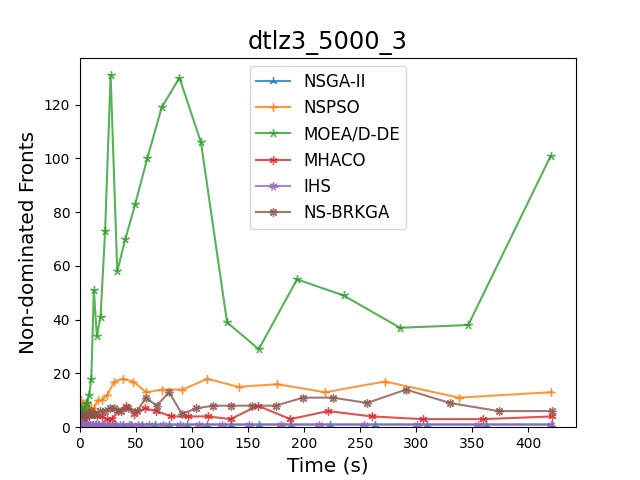 dtlz3_5000_3
NSGA-II
NSPSO
MOEA/D-DE
MHACO
IHS
NS-BRKGA
Non-dominated Fronts
120
100
80
60
40
20
0
0 50 100 150 200 250 300 350 400
Time (s)